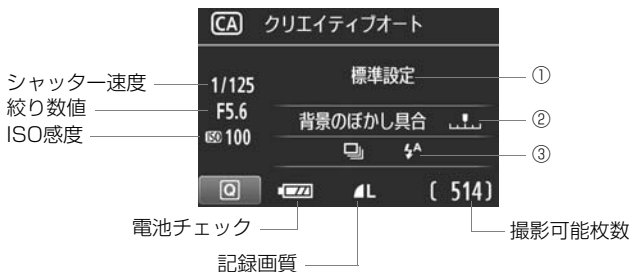 CA クリエイティブオート
シャッター速度 1/125 標準設定 ①
絞り数値 F5.6 背景のぼかし具合 ②
ISO感度 ISO 100 ③
A
Q L ( 514)
電池チェック 撮影可能枚数
記録画質